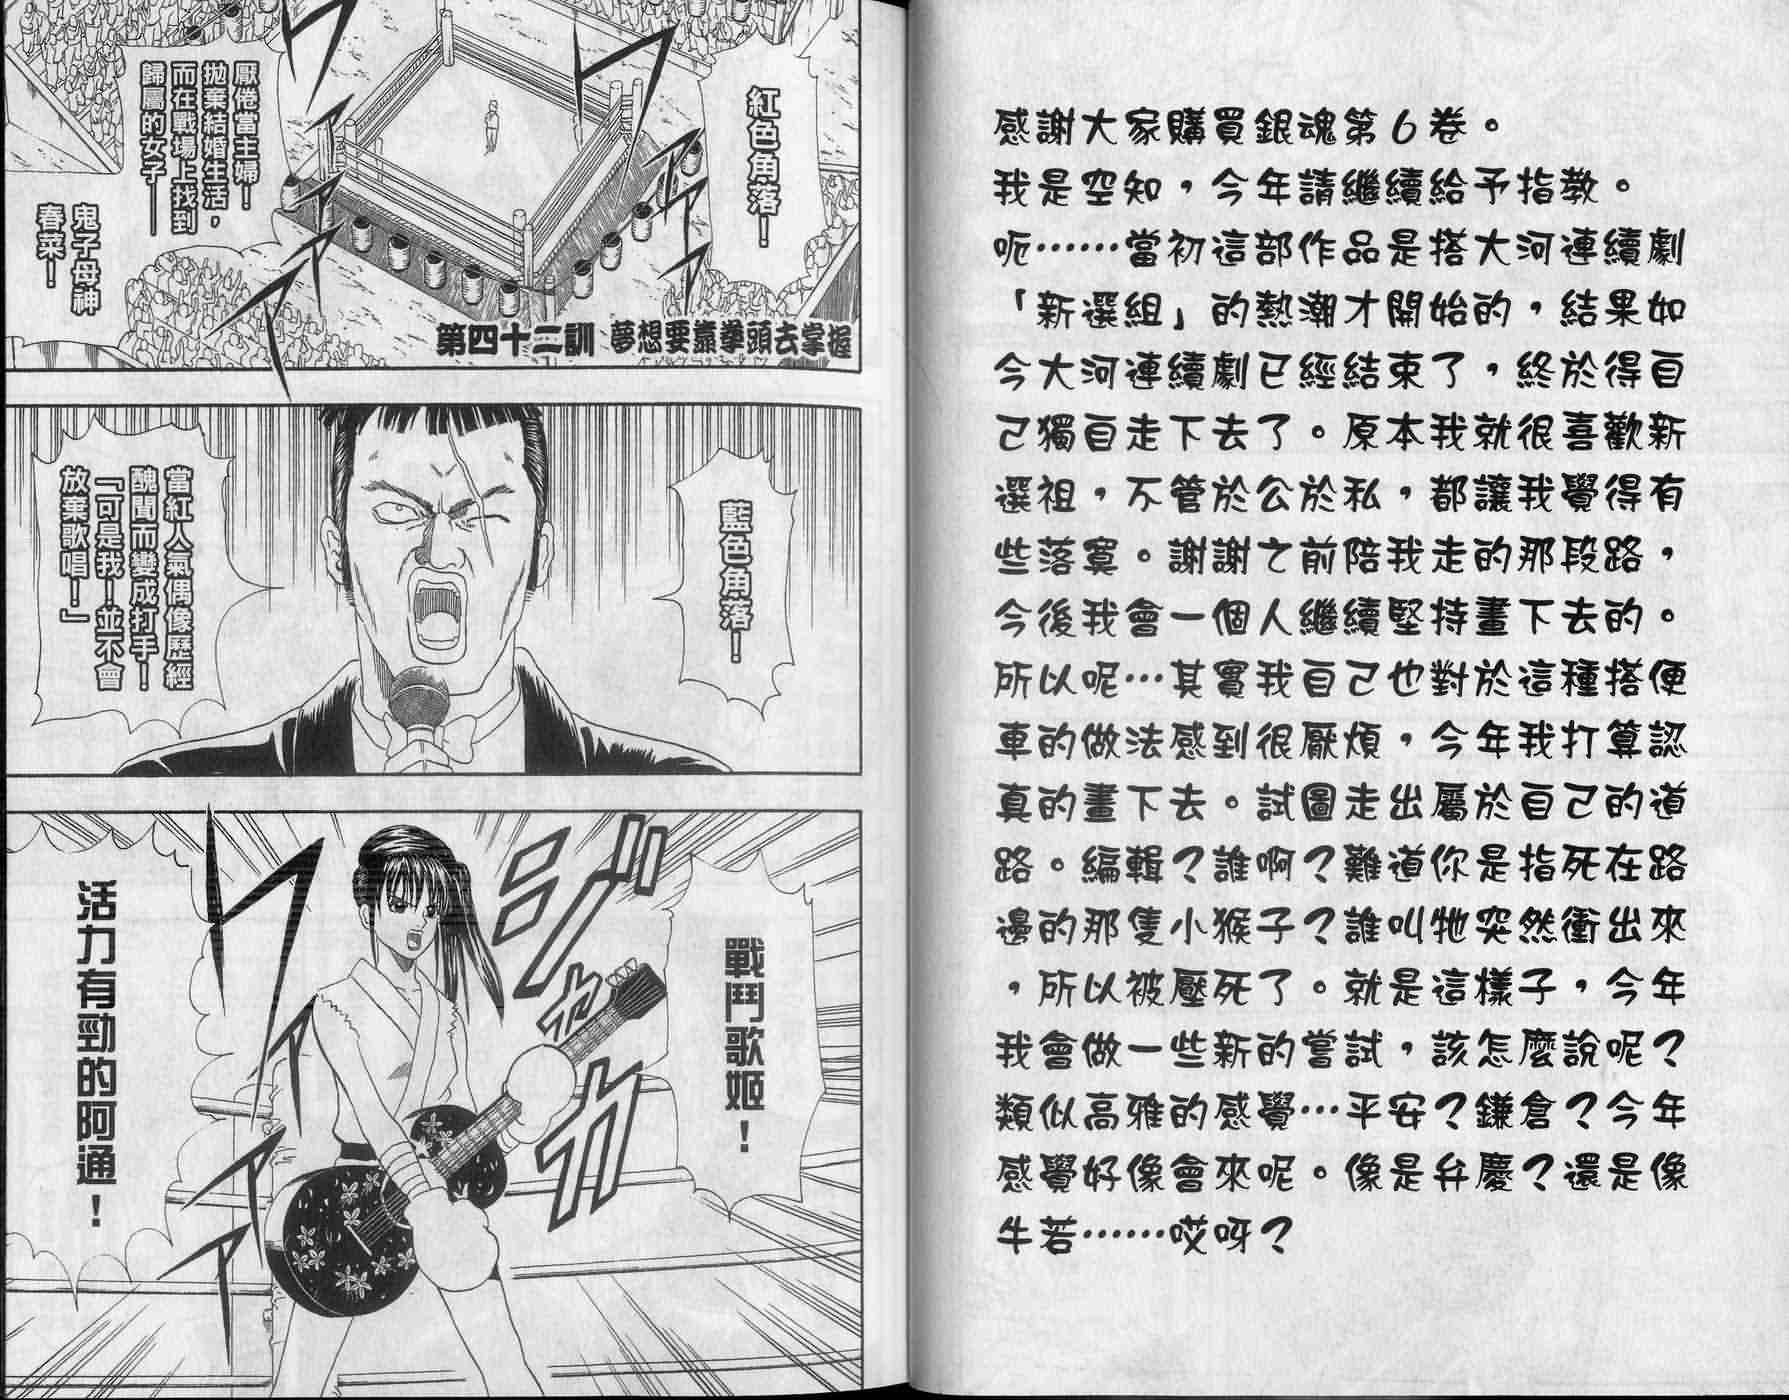 感謝大家購買銀魂第6卷。
我是空知，今年請繼續給予指教。
呃……當初這部作品是搭大河連續劇
「新選組」的熱潮才開始的，結果如
今大河連續劇已經結束了，終於得自
己獨自走下去了。原本我就很喜歡新
選祖，不管於公於私，都讓我覺得有
些落寞。謝謝之前陪我走的那段路，
今後我會一個人繼續堅持畫下去的。
所以呢…其實我自己也對於這種搭便
車的做法感到很厭煩，今年我打算認
真的畫下去。試圖走出屬於自己的道
路。編輯？誰啊？難道你是指死在路
邊的那隻小猴子？誰叫牠突然衝出來
，所以被壓死了。就是這樣子，今年
我會做一些新的嘗試，該怎麼說呢？
類似高雅的感覺…平安？鎌倉？今年
感覺好像會來呢。像是弁慶？還是像
牛若……哎呀？
紅色角落！
厭倦當主婦！
拋棄結婚生活，
而在戰場上找到
歸屬的女子——
鬼子母神
春菜！
第四十二訓 夢想要靠拳頭去掌握
藍色角落！
當紅人氣偶像歷經
醜聞而變成打手！
「可是我！並不會
放棄歌唱！」
戰鬥歌姬！
活力有勁的阿通！
ワァァァ
ジャカ